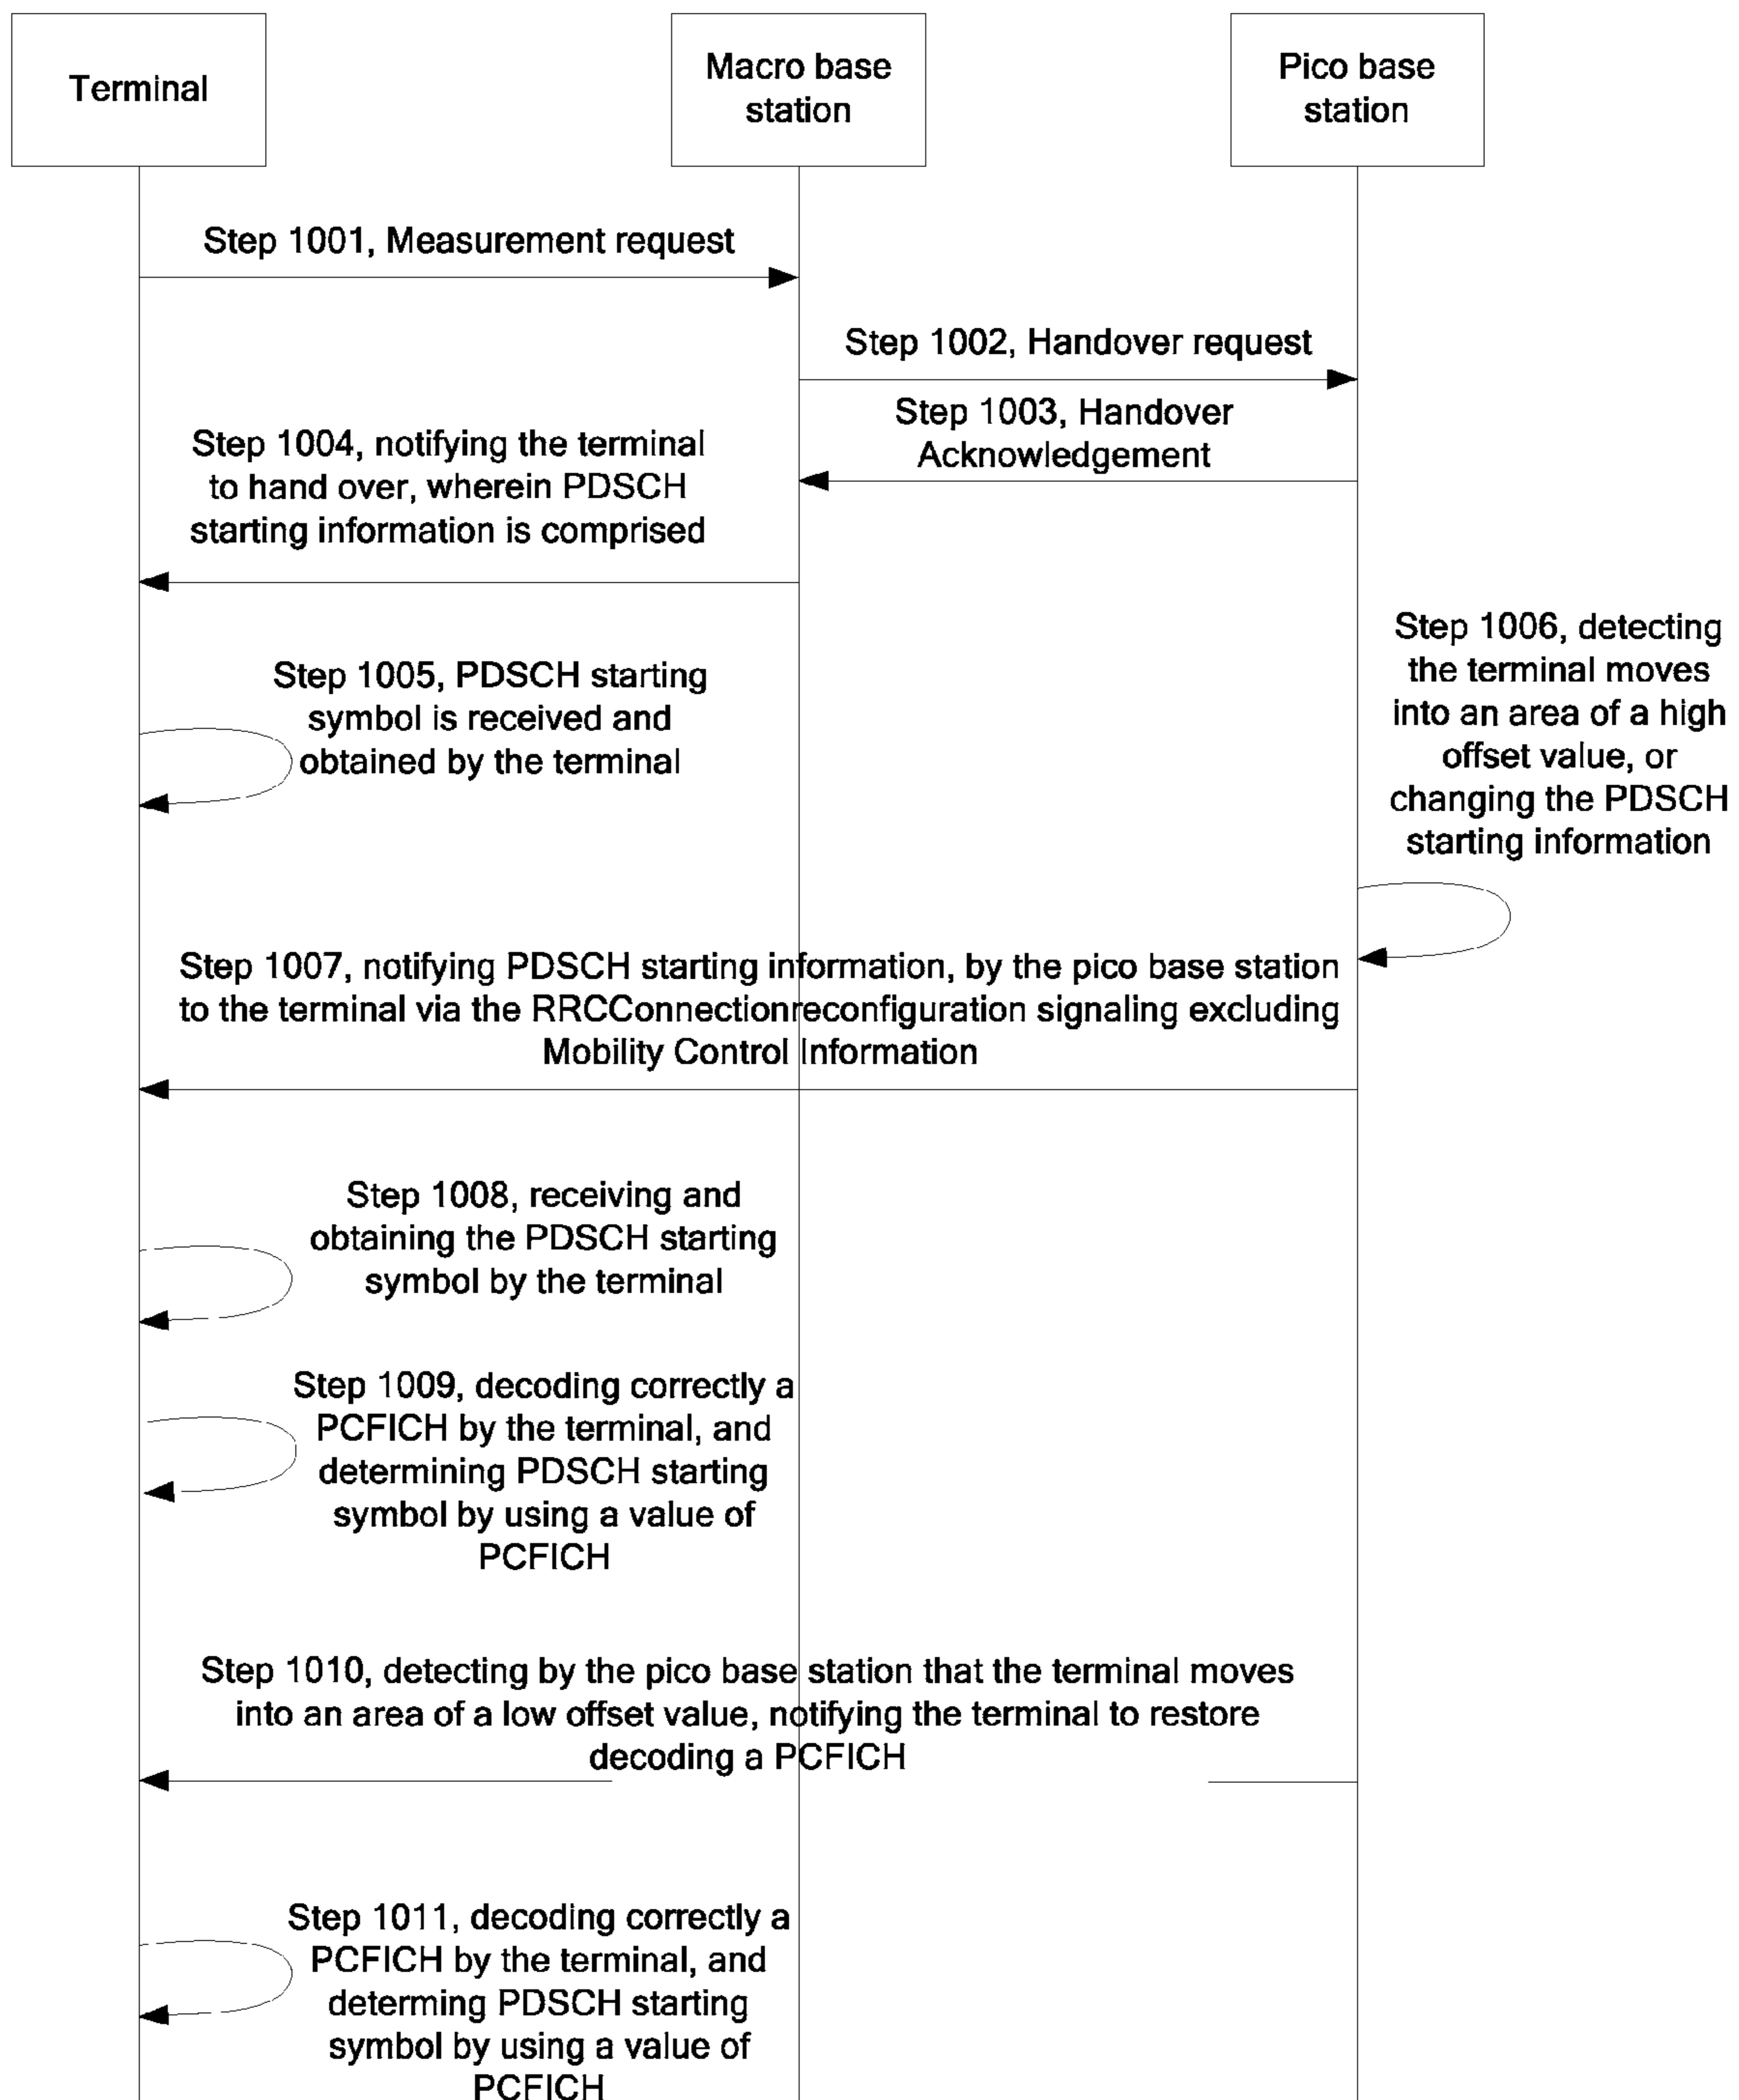 Terminal
Macro base
station
Pico base
station
Step 1001, Measurement request
Step 1002, Handover request
Step 1003, Handover
Acknowledgement
Step 1004, notifying the terminal
to hand over, wherein PDSCH
starting information is comprised
Step 1005, PDSCH starting
symbol is received and
obtained by the terminal
Step 1006, detecting
the terminal moves
into an area of a high
offset value, or
changing the PDSCH
starting information
Step 1007, notifying PDSCH starting information, by the pico base station
to the terminal via the RRCConnectionreconfiguration signaling excluding
Mobility Control Information
Step 1008, receiving and
obtaining the PDSCH starting
symbol by the terminal
Step 1009, decoding correctly a
PCFICH by the terminal, and
determining PDSCH starting
symbol by using a value of
PCFICH
Step 1010, detecting by the pico base station that the terminal moves
into an area of a low offset value, notifying the terminal to restore
decoding a PCFICH
Step 1011, decoding correctly a
PCFICH by the terminal, and
determing PDSCH starting
symbol by using a value of
PCFICH